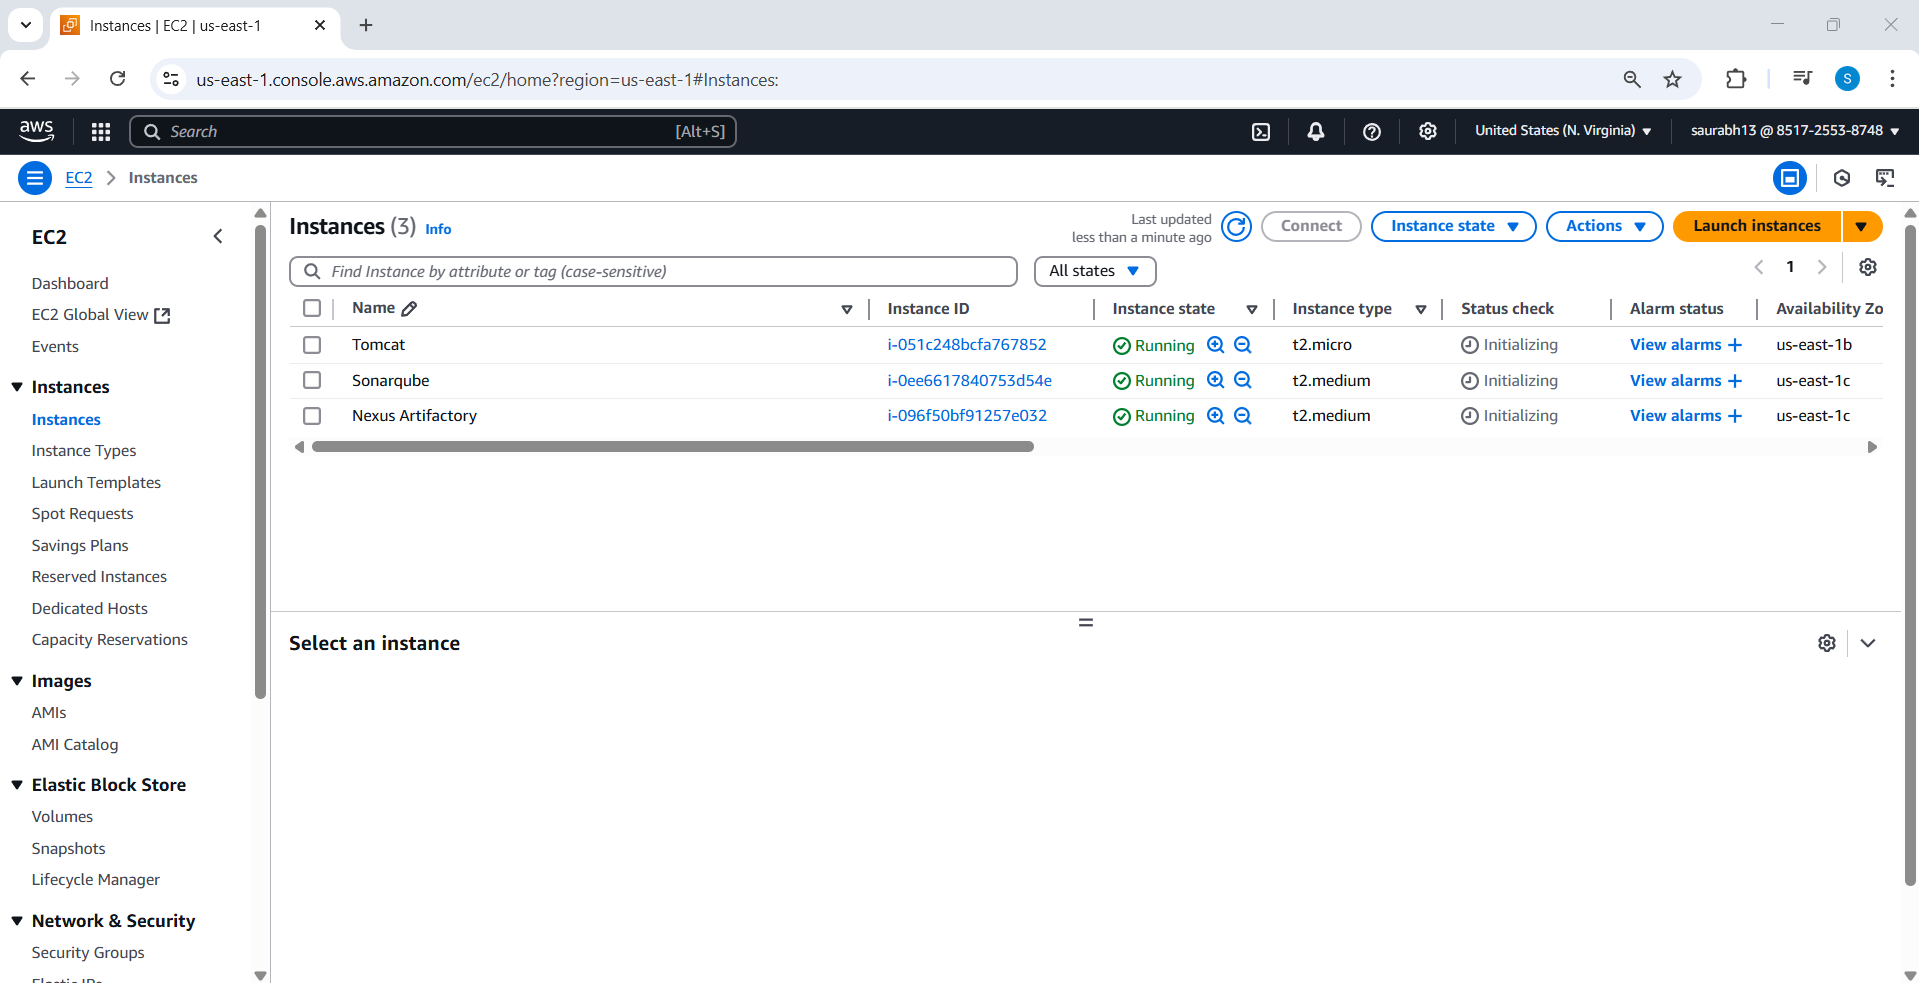 Instances | EC2 | us-east-1
us-east-1.console.aws.amazon.com/ec2/home?region=us-east-1#Instances:
S
aws
Search
[Alt+S]
United States (N. Virginia)
saurabh13 @ 8517-2553-8748
EC2
Instances
EC2
Dashboard
EC2 Global View
Events
Instances
Instances
Instance Types
Launch Templates
Spot Requests
Savings Plans
Reserved Instances
Dedicated Hosts
Capacity Reservations
Images
AMIs
AMI Catalog
Elastic Block Store
Volumes
Snapshots
Lifecycle Manager
Network & Security
Security Groups
Elastic IPs
Instances (3) Info
Last updated
less than a minute ago
Connect
Instance state
Actions
Launch instances
Find Instance by attribute or tag (case-sensitive)
All states
1
Name Instance ID Instance state Instance type Status check Alarm status Availability Zo
Tomcat i-051c248bcfa767852 Running t2.micro Initializing View alarms us-east-1b
Sonarqube i-0ee6617840753d54e Running t2.medium Initializing View alarms us-east-1c
Nexus Artifactory i-096f50bf91257e032 Running t2.medium Initializing View alarms us-east-1c
Select an instance